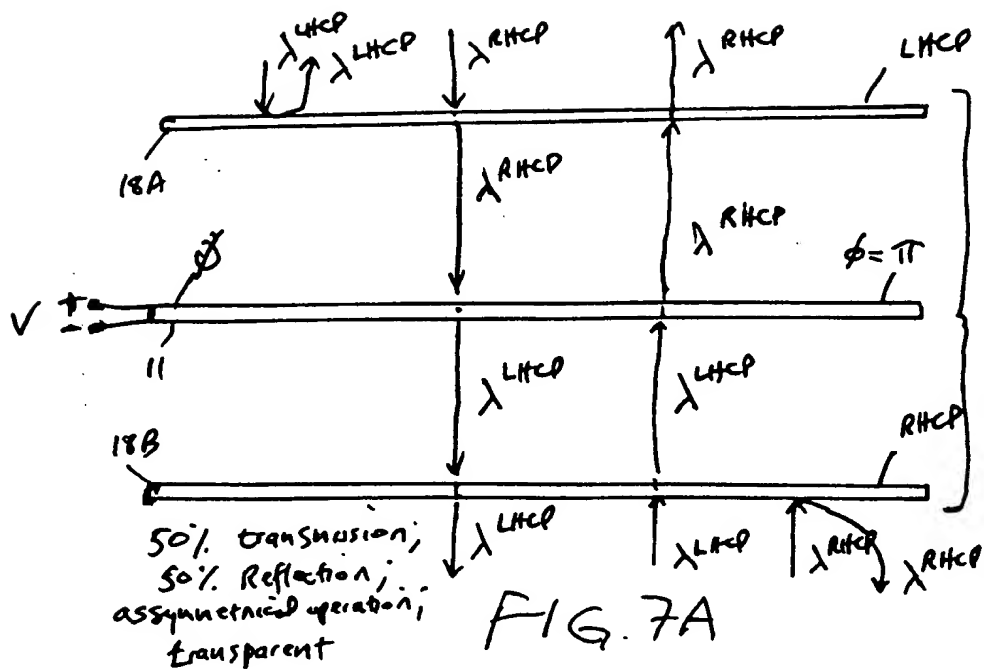 λ^LHCP
λ^LHCP
λ^RHCP
λ^RHCP
LHCP
18A
λ^RHCP
λ^RHCP
V + -
11
ϕ = π
λ^LHCP
λ^LHCP
18B
RHCP
λ^LHCP
λ^LHCP
λ^RHCP
λ^RHCP
50% transmission;
50% Reflection;
assymetrical operation;
transparent
FIG. 7A